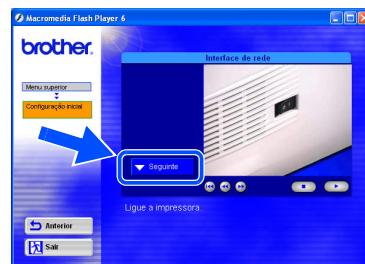 Macromedia Flash Player 6
brother.
Interface de rede
Menu superior
Configuração inicial
Seguinte
Ligue a impressora.
Anterior
Sair